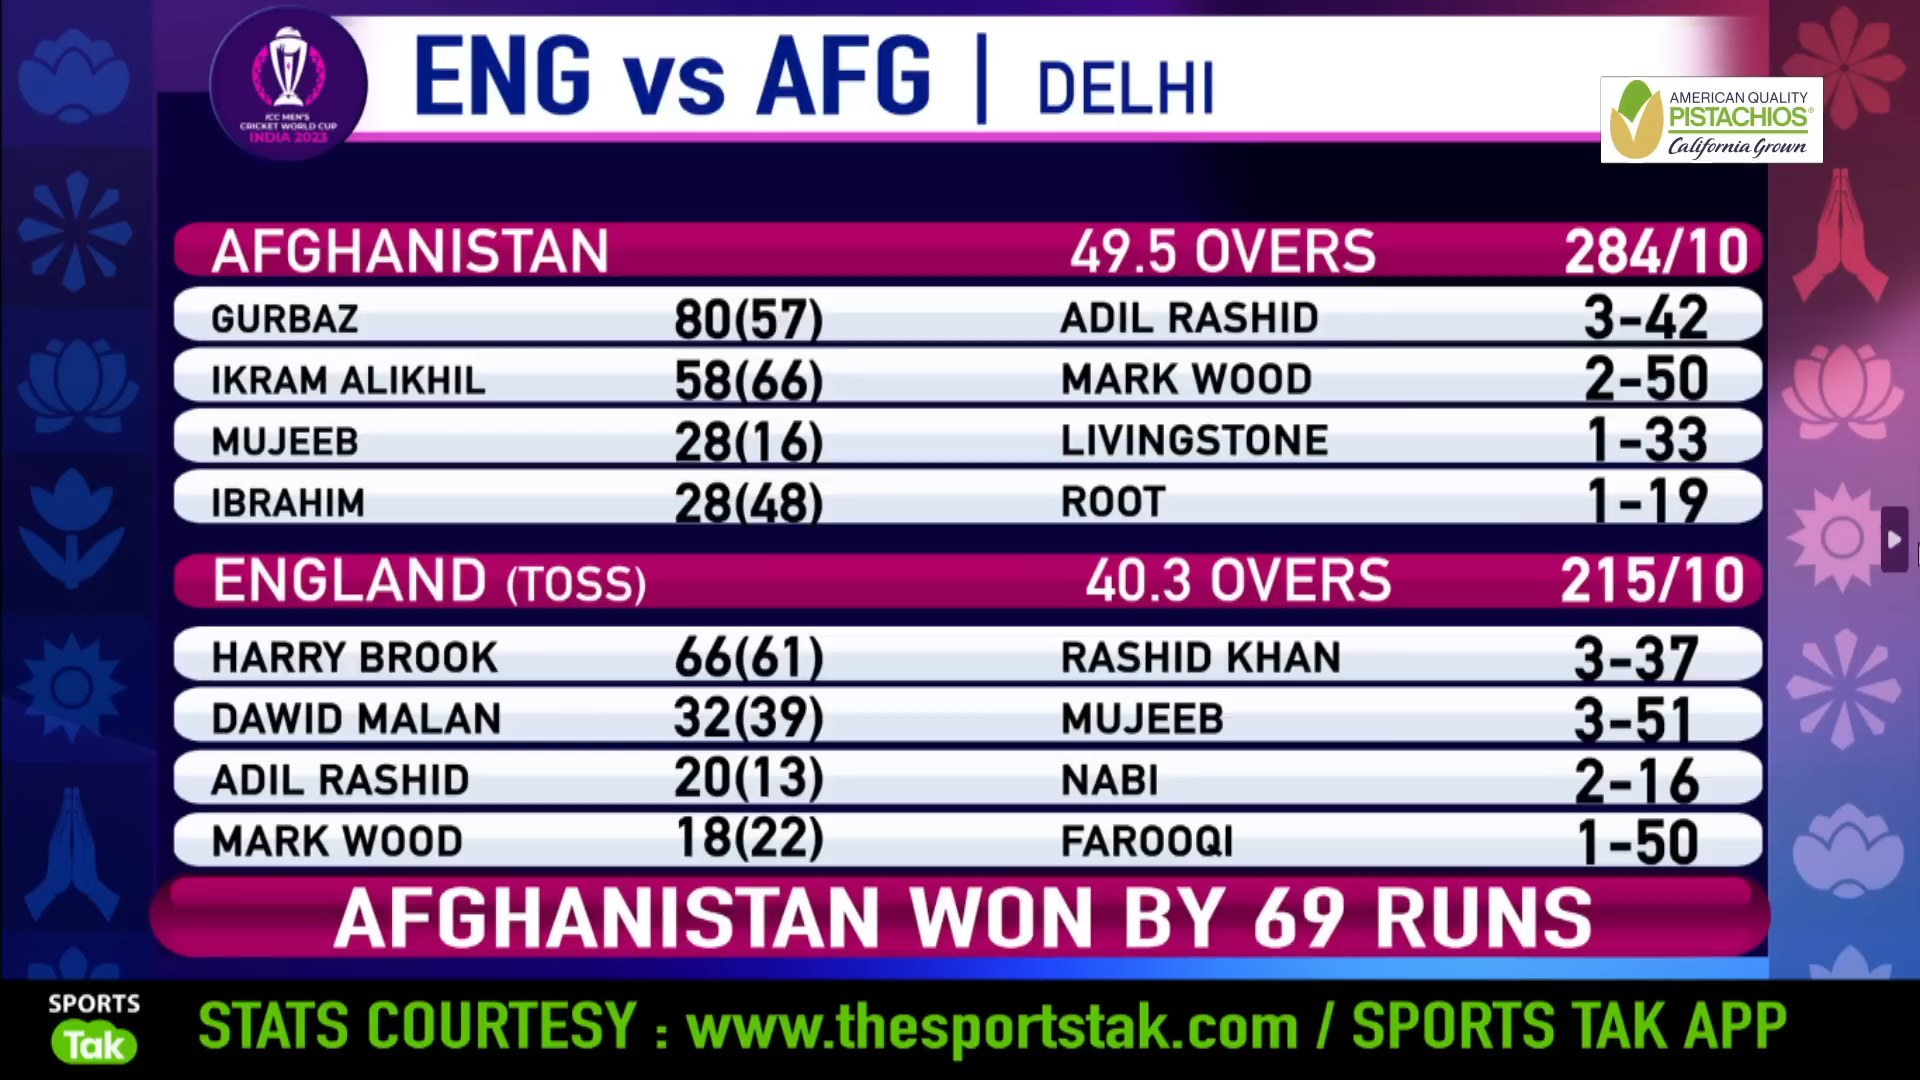 ENG vs AFG | DELHI
ICC MEN'S
CRICKET WORLD CUP
INDIA 2023
AMERICAN QUALITY
PISTACHIOS®
California Grown
AFGHANISTAN 49.5 OVERS 284/10
GURBAZ 80(57) ADIL RASHID 3-42
IKRAM ALIKHIL 58(66) MARK WOOD 2-50
MUJEEB 28(16) LIVINGSTONE 1-33
IBRAHIM 28(48) ROOT 1-19
ENGLAND (TOSS) 40.3 OVERS 215/10
HARRY BROOK 66(61) RASHID KHAN 3-37
DAWID MALAN 32(39) MUJEEB 3-51
ADIL RASHID 20(13) NABI 2-16
MARK WOOD 18(22) FAROOQI 1-50
AFGHANISTAN WON BY 69 RUNS
SPORTS
Tak
STATS COURTESY : www.thesportstak.com / SPORTS TAK APP